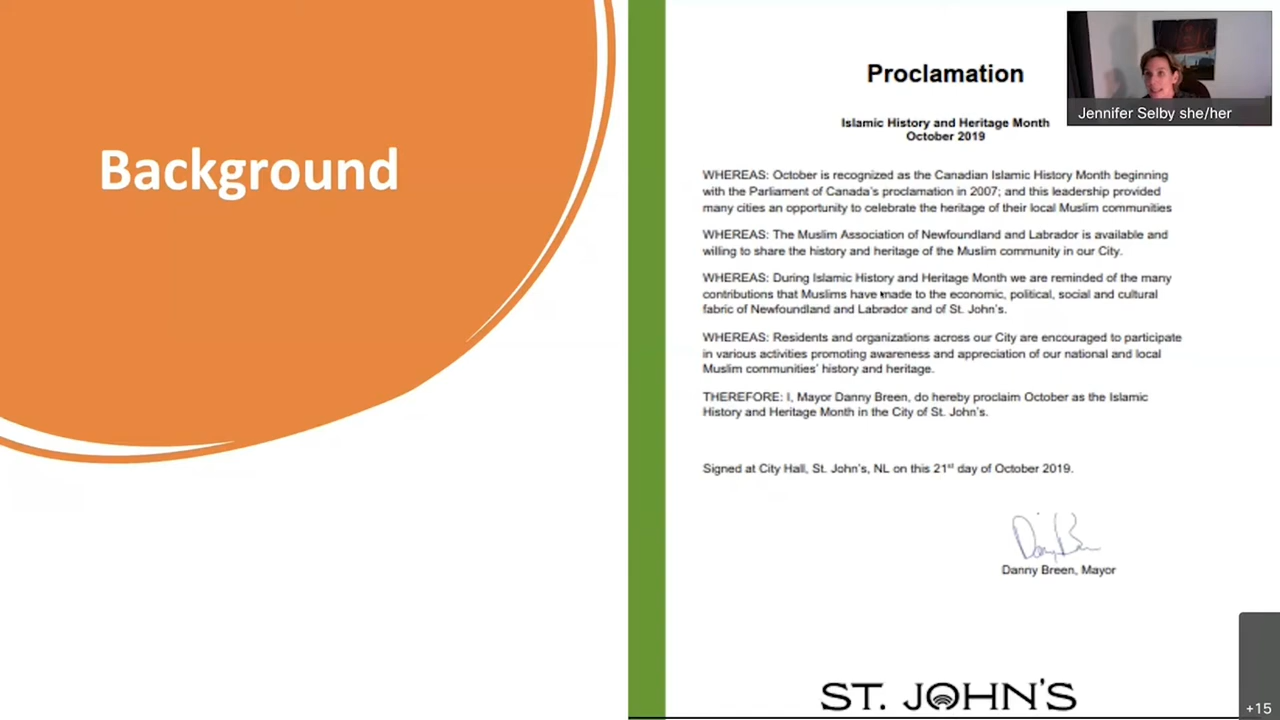 Background
Proclamation
Islamic History and Heritage Month
October 2019
WHEREAS: October is recognized as the Canadian Islamic History Month beginning
with the Parliament of Canada's proclamation in 2007; and this leadership provided
many cities an opportunity to celebrate the heritage of their local Muslim communities
WHEREAS: The Muslim Association of Newfoundland and Labrador is available and
willing to share the history and heritage of the Muslim community in our City.
WHEREAS: During Islamic History and Heritage Month we are reminded of the many
contributions that Muslims have made to the economic, political, social and cultural
fabric of Newfoundland and Labrador and of St. John's.
WHEREAS: Residents and organizations across our City are encouraged to participate
in various activities promoting awareness and appreciation of our national and local
Muslim communities' history and heritage.
THEREFORE: I, Mayor Danny Breen, do hereby proclaim October as the Islamic
History and Heritage Month in the City of St. John's.
Signed at City Hall, St. John's, NL on this 21st day of October 2019.
Danny Breen, Mayor
ST. JOHN'S
Jennifer Selby she/her
+15